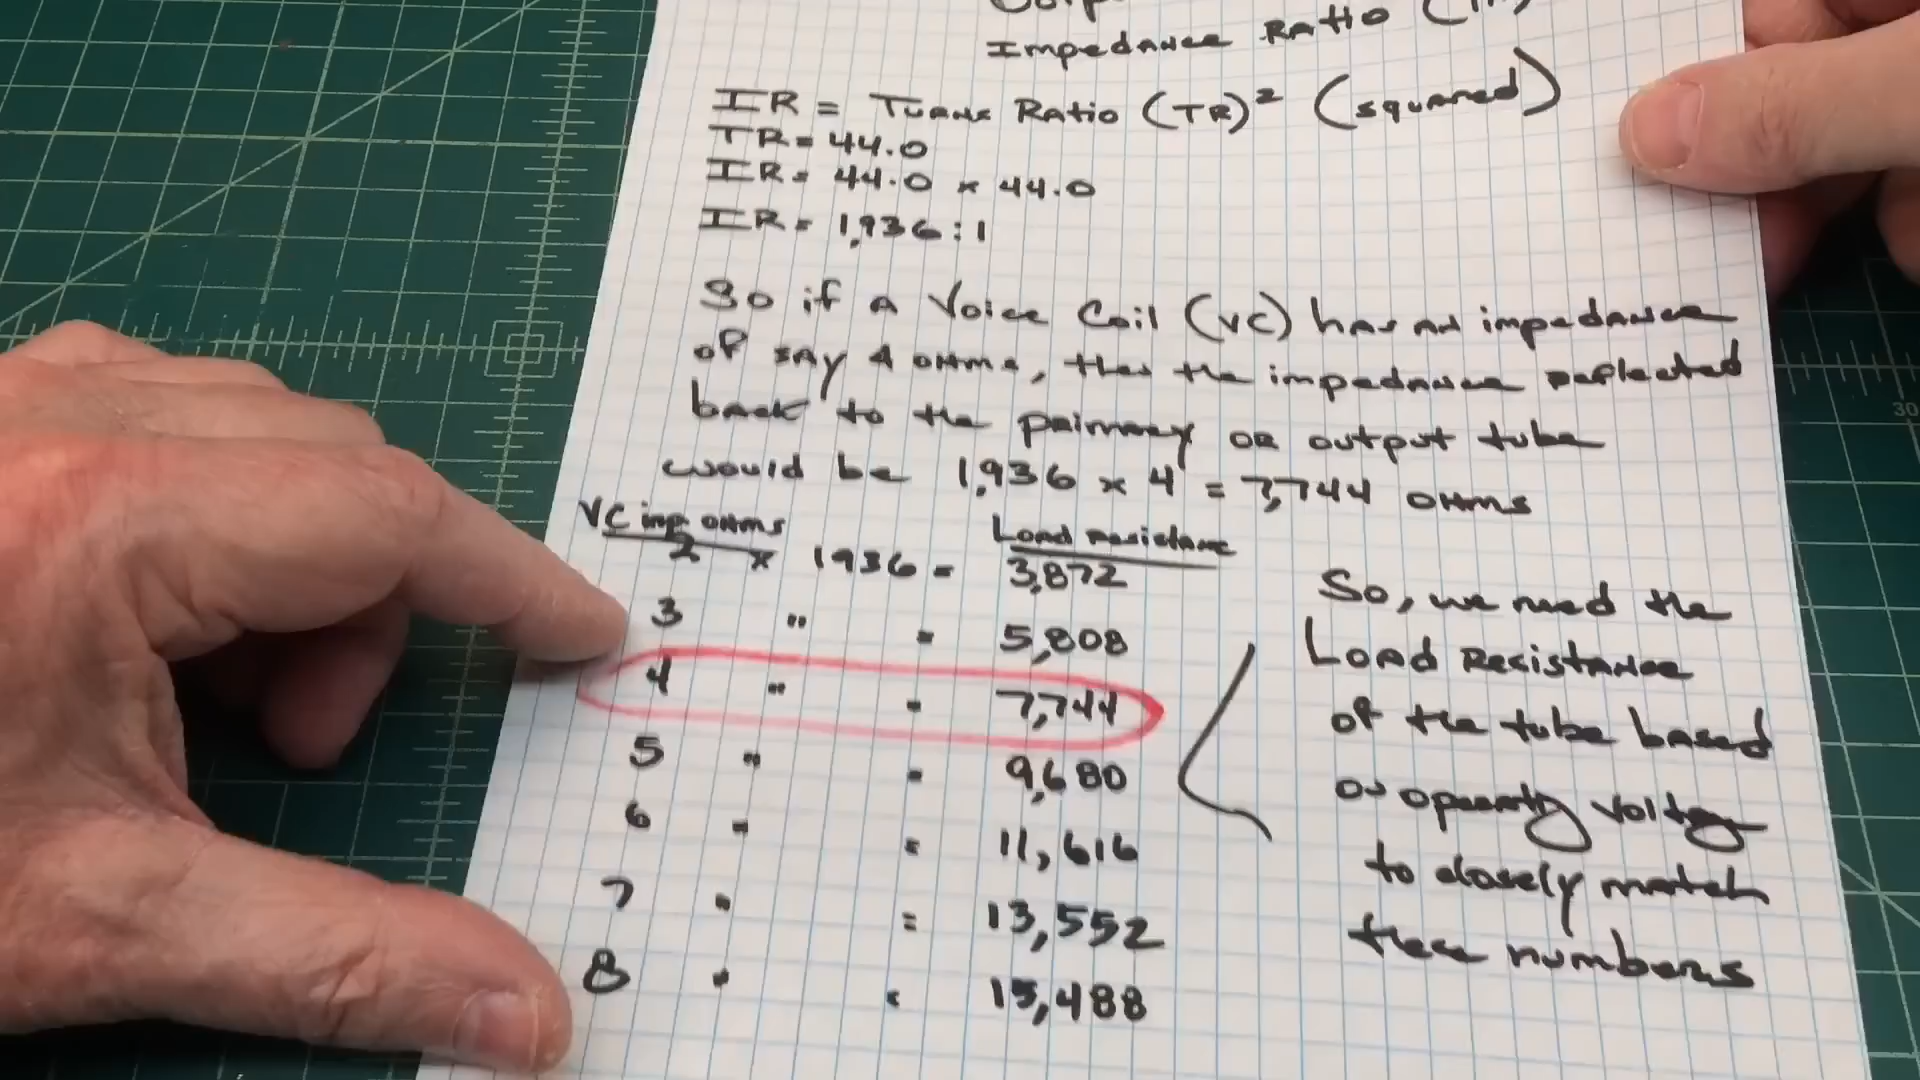 Impedance Ratio
IR = Turns Ratio (TR)² (squared)
TR = 44.0
IR = 44.0 x 44.0
IR = 1,936:1
So if a Voice Coil (VC) has an impedance
of say 4 ohms, then the impedance reflected
back to the primary or output tube
would be 1,936 x 4 = 7,744 ohms
VC imp ohms Load resistance
2 x 1936 = 3,872
3 " = 5,808
4 " = 7,744
5 " = 9,680
6 " = 11,616
7 " = 13,552
8 " = 15,488
So, we need the
Load Resistance
of the tube based
on operating voltage
to closely match
these numbers
30